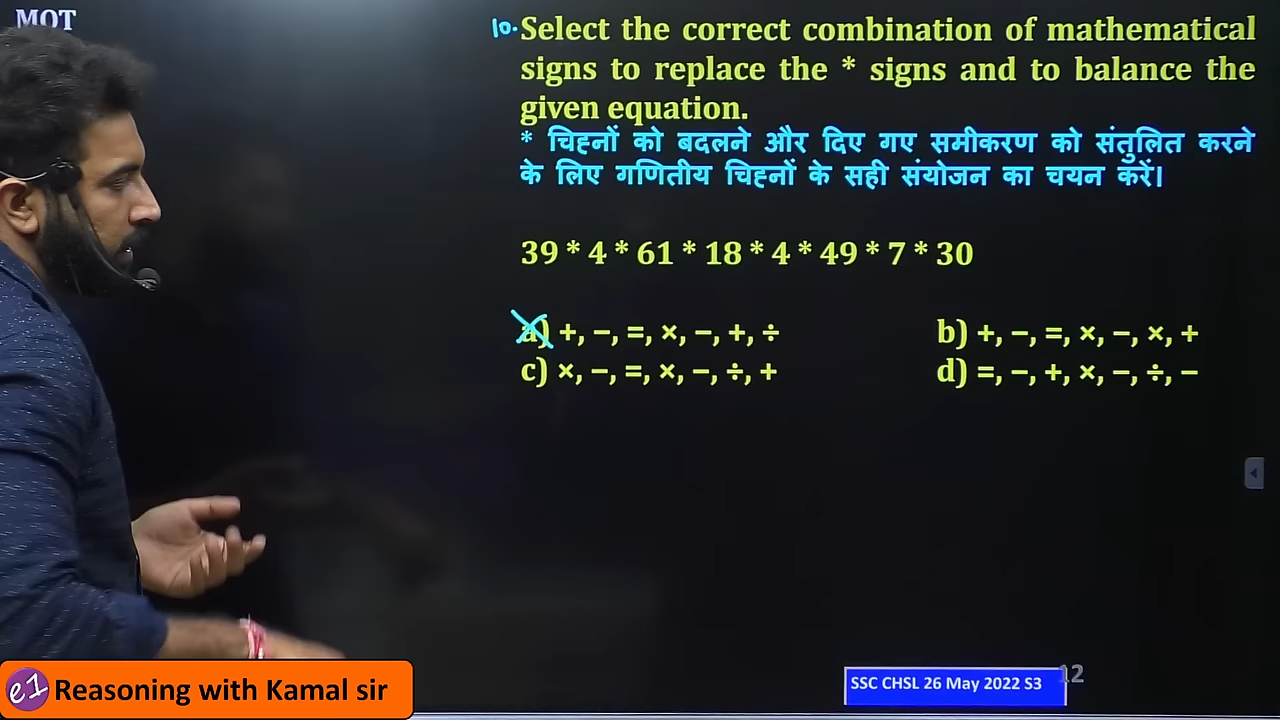 MQT
10. Select the correct combination of mathematical
signs to replace the * signs and to balance the
given equation.
* चिह्नों को बदलने और दिए गए समीकरण को संतुलित करने
के लिए गणितीय चिह्नों के सही संयोजन का चयन करें।
39 * 4 * 61 * 18 * 4 * 49 * 7 * 30
a) +, −, =, ×, −, +, ÷ b) +, −, =, ×, −, ×, +
c) ×, −, =, ×, −, ÷, + d) =, −, +, ×, −, ÷, −
e1 Reasoning with Kamal sir
SSC CHSL 26 May 2022 S3
12